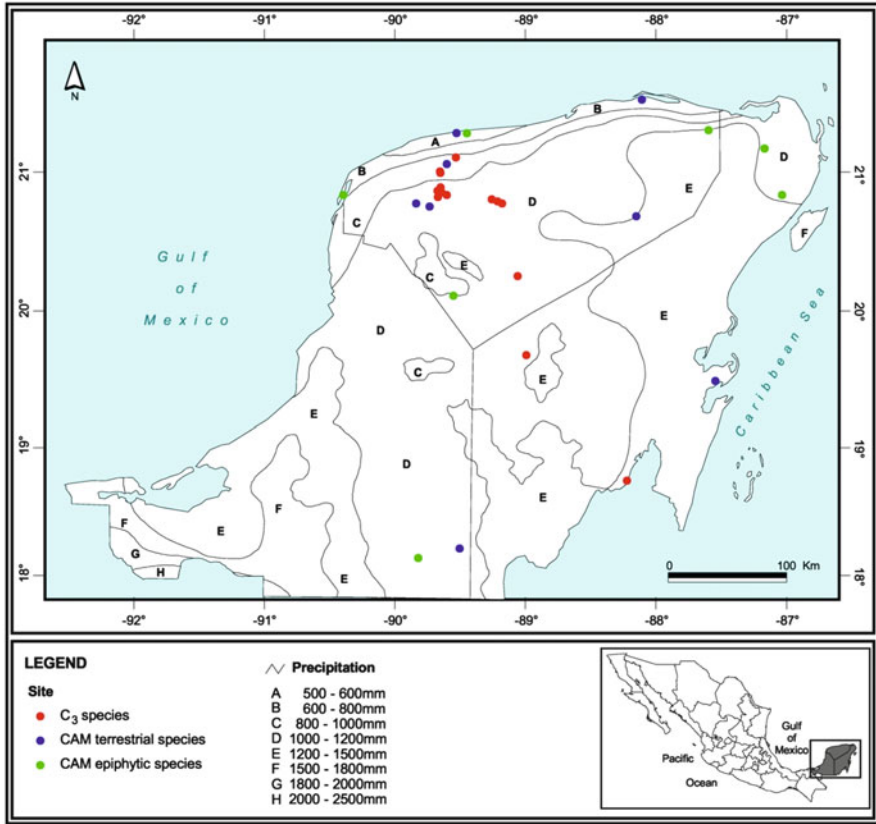 -92° -91° -90° -89° -88° -87°
N
B
A
B
D
21° 21°
B
D
E
C
F
Gulf
of
Mexico
E
C
20° 20°
E
D
C
E
Caribbean Sea
E
19° 19°
D
F
E
F
E
G
H
E
18° 18°
0 100 Km
-92° -91° -90° -89° -88° -87°
LEGEND
Site
C3 species
CAM terrestrial species
CAM epiphytic species
Precipitation
A 500 - 600mm
B 600 - 800mm
C 800 - 1000mm
D 1000 - 1200mm
E 1200 - 1500mm
F 1500 - 1800mm
G 1800 - 2000mm
H 2000 - 2500mm
Gulf
of
Mexico
Pacific
Ocean